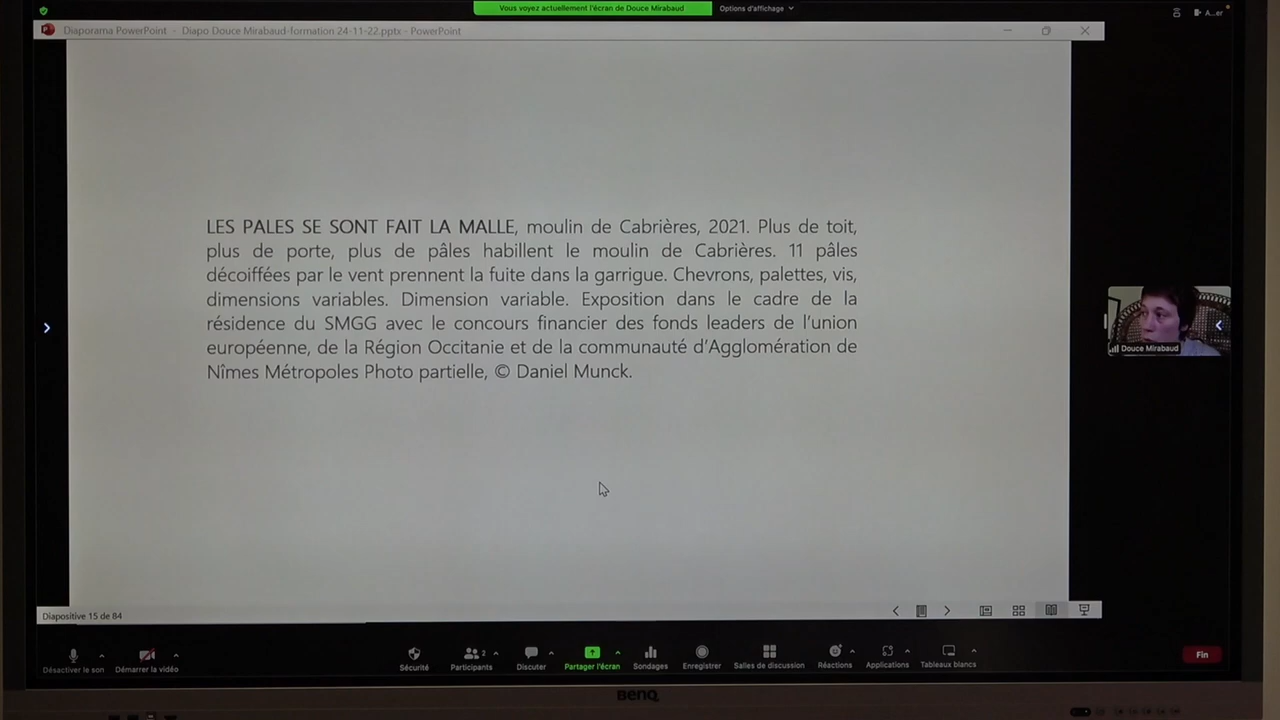 Vous voyez actuellement l'écran de Douce Mirabaud
Options d'affichage
A...er
Diaporama PowerPoint - Diapo Douce Mirabaud-formation 24-11-22.pptx - PowerPoint
LES PALES SE SONT FAIT LA MALLE, moulin de Cabrières, 2021. Plus de toit,
plus de porte, plus de pâles habillent le moulin de Cabrières. 11 pâles
décoiffées par le vent prennent la fuite dans la garrigue. Chevrons, palettes, vis,
dimensions variables. Dimension variable. Exposition dans le cadre de la
résidence du SMGG avec le concours financier des fonds leaders de l'union
européenne, de la Région Occitanie et de la communauté d'Agglomération de
Nîmes Métropoles Photo partielle, © Daniel Munck.
Douce Mirabaud
Diapositive 15 de 84
Désactiver le son
Démarrer la vidéo
Sécurité
Participants
2
Discuter
Partager l'écran
Sondages
Enregistrer
Salles de discussion
Réactions
Applications
Tableaux blancs
Fin
BenQ